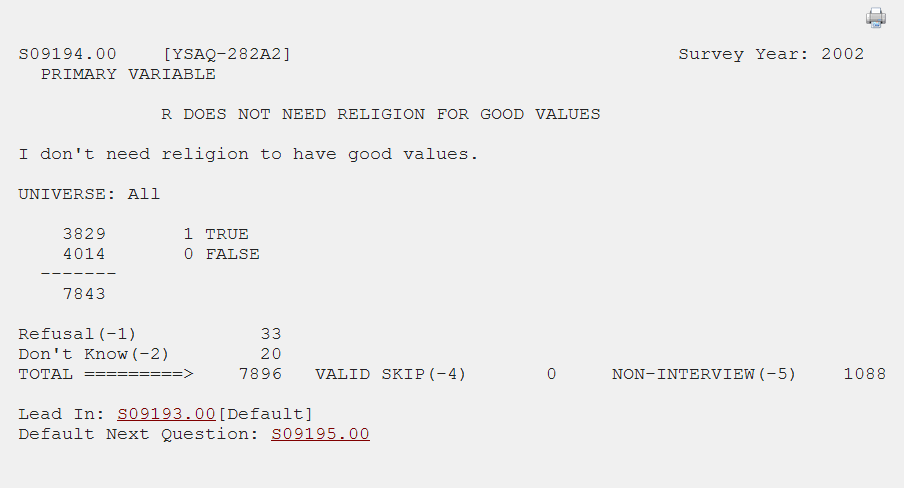 S09194.00    [YSAQ-282A2]                                   Survey Year: 2002
  PRIMARY VARIABLE
             R DOES NOT NEED RELIGION FOR GOOD VALUES
I don't need religion to have good values.
UNIVERSE: All
    3829       1 TRUE
    4014       0 FALSE
  -------
    7843
Refusal(-1)           33
Don't Know(-2)        20
TOTAL =========>    7896   VALID SKIP(-4)       0     NON-INTERVIEW(-5)    1088
Lead In: S09193.00[Default]
Default Next Question: S09195.00